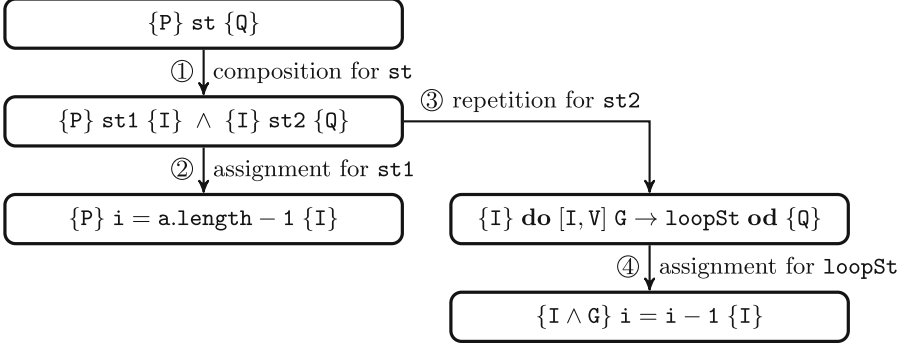 {P} st {Q}
① composition for st
③ repetition for st2
{P} st1 {I} ∧ {I} st2 {Q}
② assignment for st1
{P} i = a.length − 1 {I}
{I} do [I, V] G → loopSt od {Q}
④ assignment for loopSt
{I ∧ G} i = i − 1 {I}